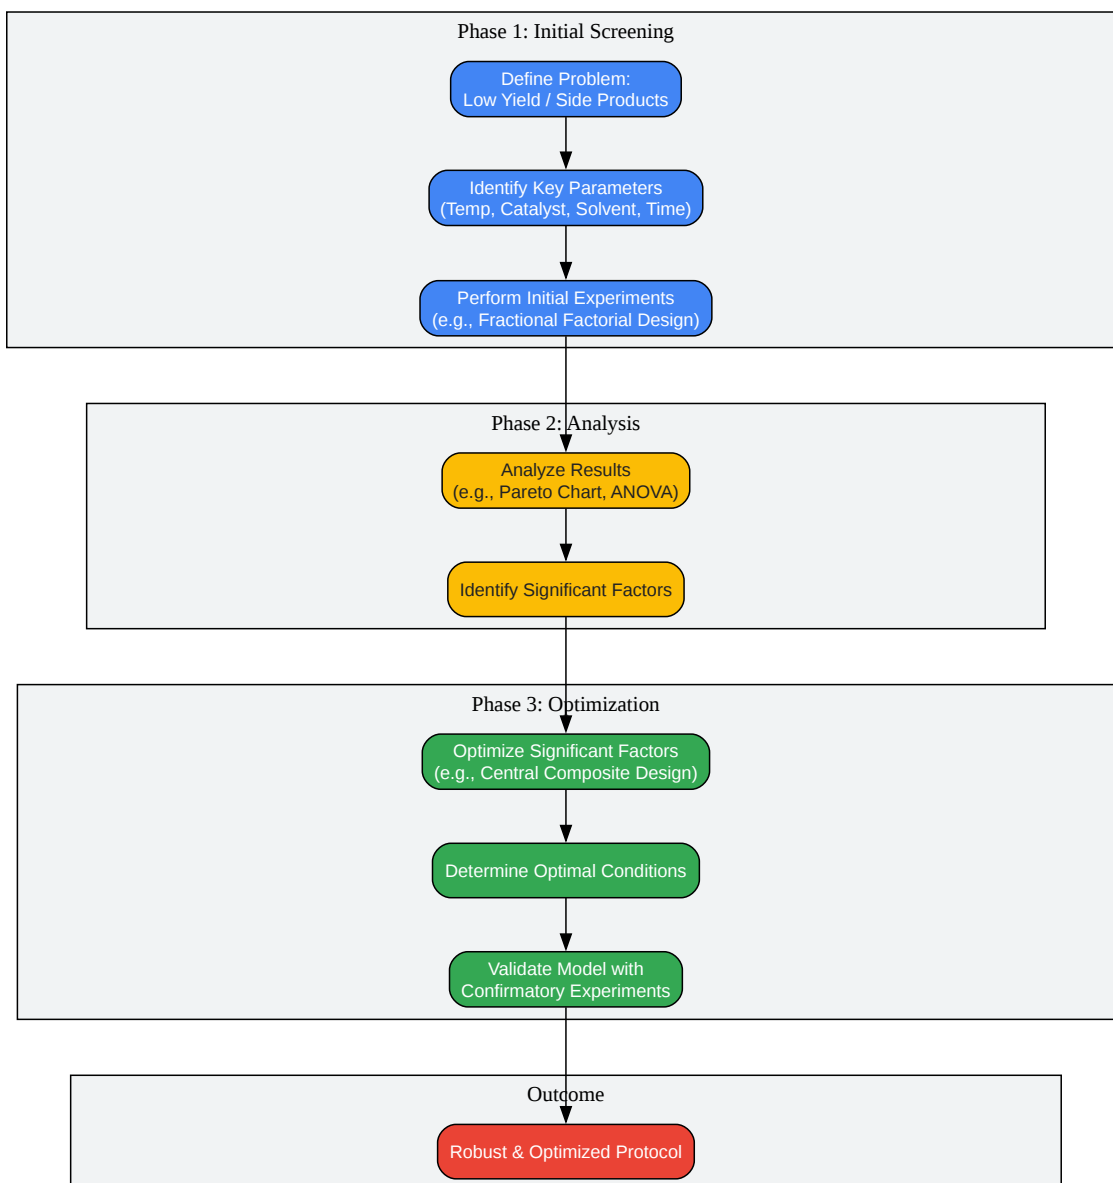 Phase 1: Initial Screening
Define Problem:
Low Yield / Side Products
Identify Key Parameters
(Temp, Catalyst, Solvent, Time)
Perform Initial Experiments
(e.g., Fractional Factorial Design)
Phase 2: Analysis
Analyze Results
(e.g., Pareto Chart, ANOVA)
Identify Significant Factors
Phase 3: Optimization
Optimize Significant Factors
(e.g., Central Composite Design)
Determine Optimal Conditions
Validate Model with
Confirmatory Experiments
Outcome
Robust & Optimized Protocol